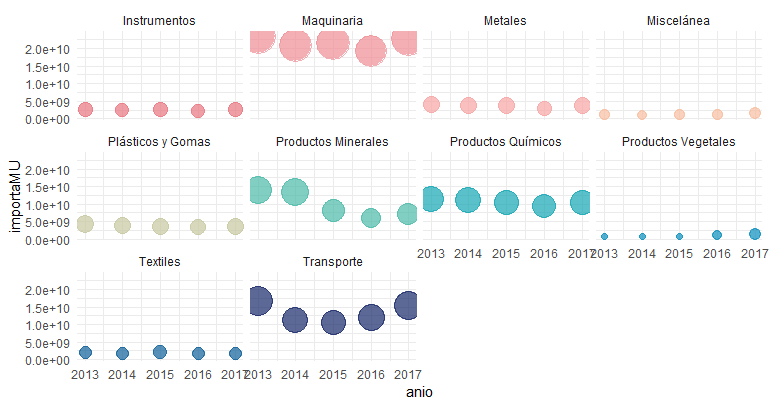 Instrumentos Maquinaria Metales Miscelánea
2.0e+10
1.5e+10
1.0e+10
5.0e+09
0.0e+00
Plásticos y Gomas Productos Minerales Productos Químicos Productos Vegetales
2.0e+10
1.5e+10
1.0e+10
5.0e+09
0.0e+00
importaMU
2013 2014 2015 2016 2017 2013 2014 2015 2016 2017
Textiles Transporte
2.0e+10
1.5e+10
1.0e+10
5.0e+09
0.0e+00
2013 2014 2015 2016 2017 2013 2014 2015 2016 2017
anio